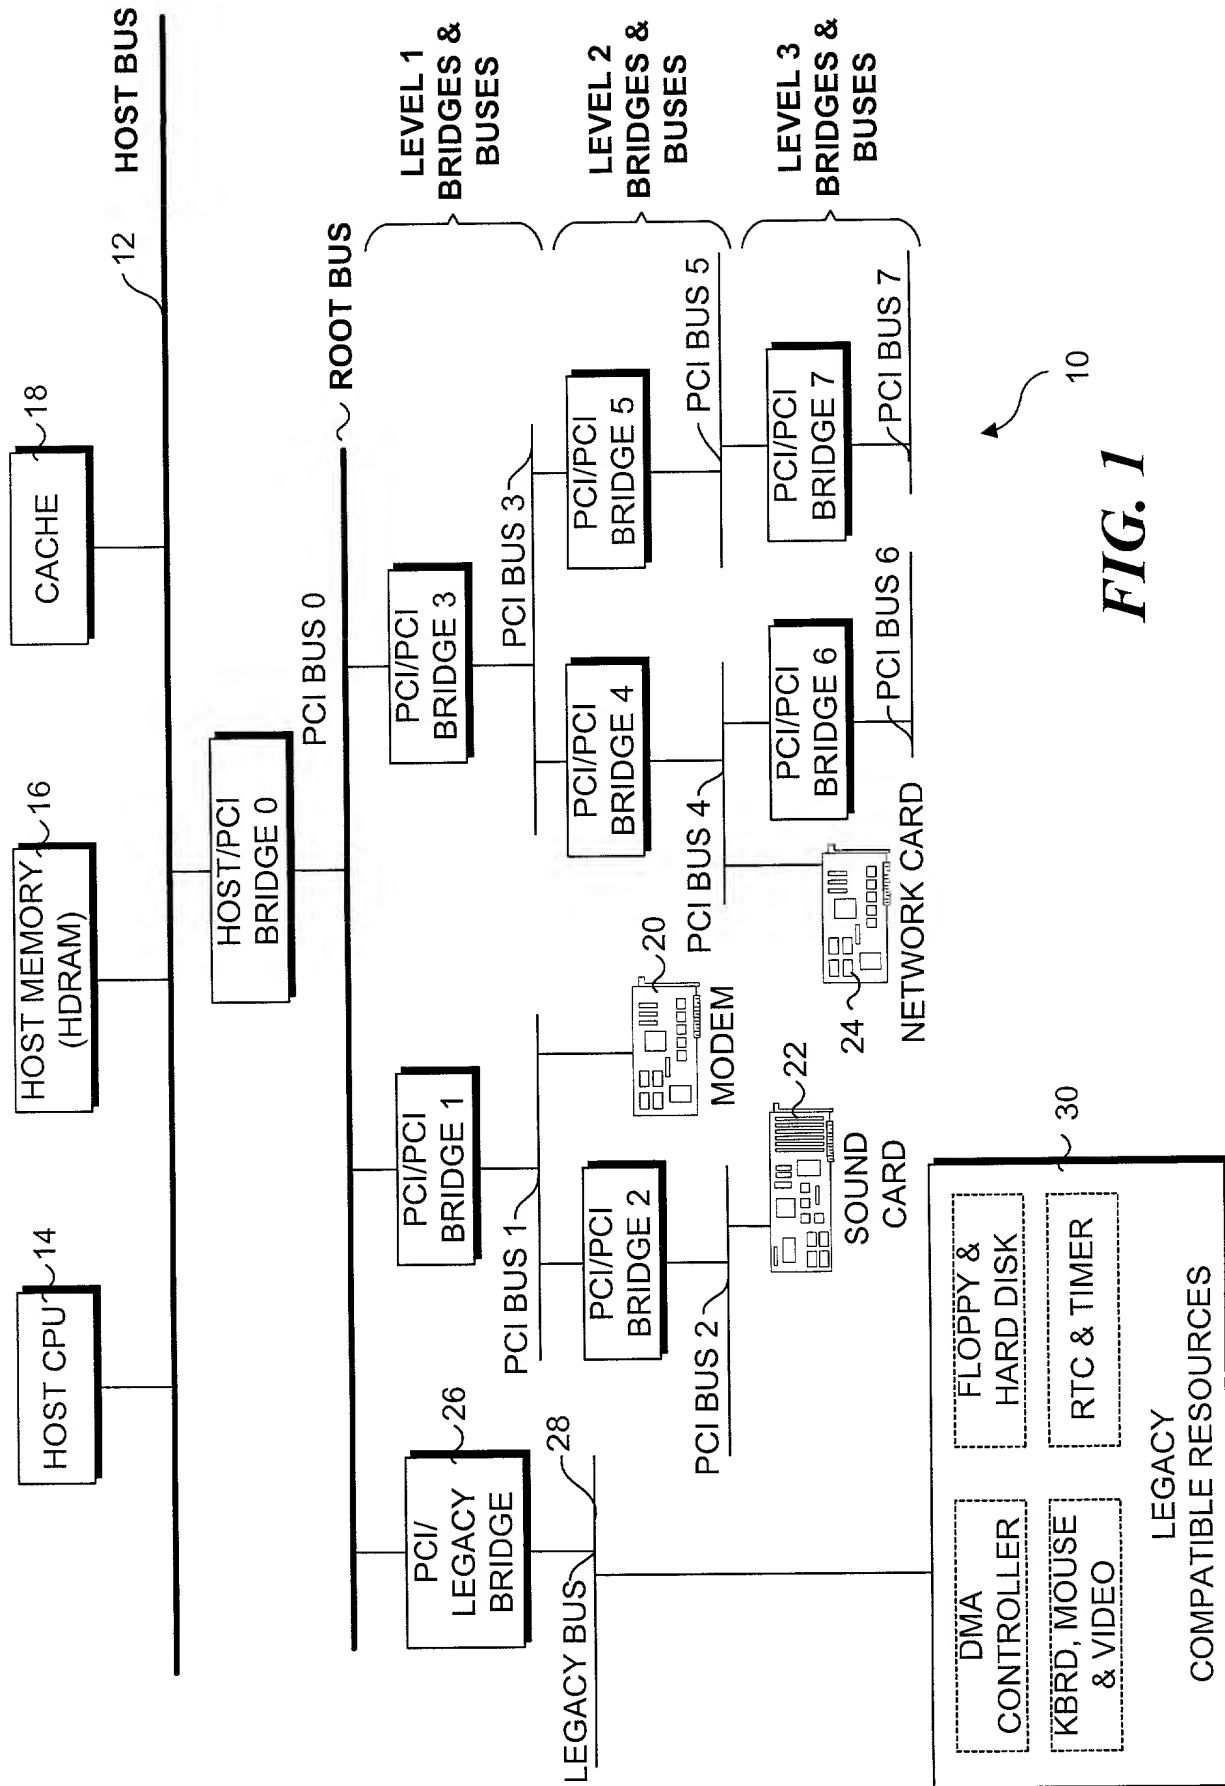 HOST CPU
14
HOST MEMORY
(HDRAM)
16
CACHE
18
12
HOST BUS
HOST/PCI
BRIDGE 0
PCI BUS 0
ROOT BUS
PCI/
LEGACY
BRIDGE
26
PCI/PCI
BRIDGE 1
PCI/PCI
BRIDGE 3
LEVEL 1
BRIDGES &
BUSES
LEGACY BUS
28
PCI BUS 1
PCI BUS 3
PCI/PCI
BRIDGE 2
MODEM
20
PCI/PCI
BRIDGE 4
PCI/PCI
BRIDGE 5
LEVEL 2
BRIDGES &
BUSES
PCI BUS 2
PCI BUS 4
PCI BUS 5
SOUND
CARD
22
24
NETWORK CARD
PCI/PCI
BRIDGE 6
PCI/PCI
BRIDGE 7
LEVEL 3
BRIDGES &
BUSES
PCI BUS 6
PCI BUS 7
30
DMA
CONTROLLER
FLOPPY &
HARD DISK
KBRD, MOUSE
& VIDEO
RTC & TIMER
LEGACY
COMPATIBLE RESOURCES
10
FIG. 1